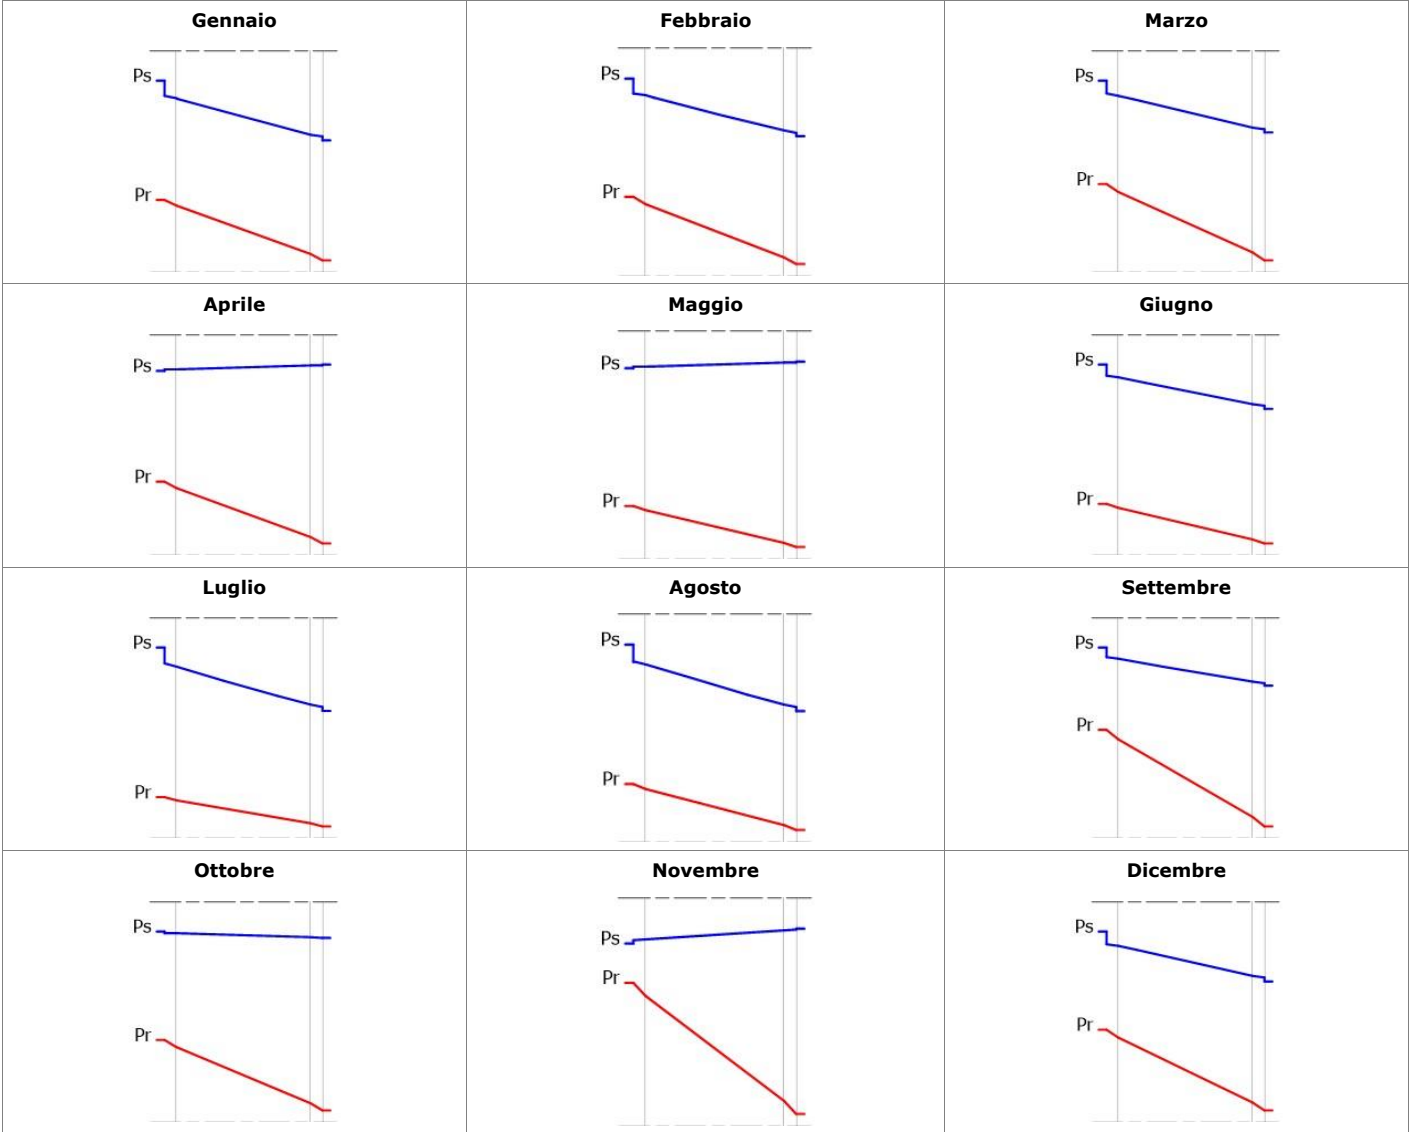 Gennaio
Febbraio
Marzo
Ps
Pr
Ps
Pr
Ps
Pr
Aprile
Maggio
Giugno
Ps
Pr
Ps
Pr
Ps
Pr
Luglio
Agosto
Settembre
Ps
Pr
Ps
Pr
Ps
Pr
Ottobre
Novembre
Dicembre
Ps
Pr
Ps
Pr
Ps
Pr